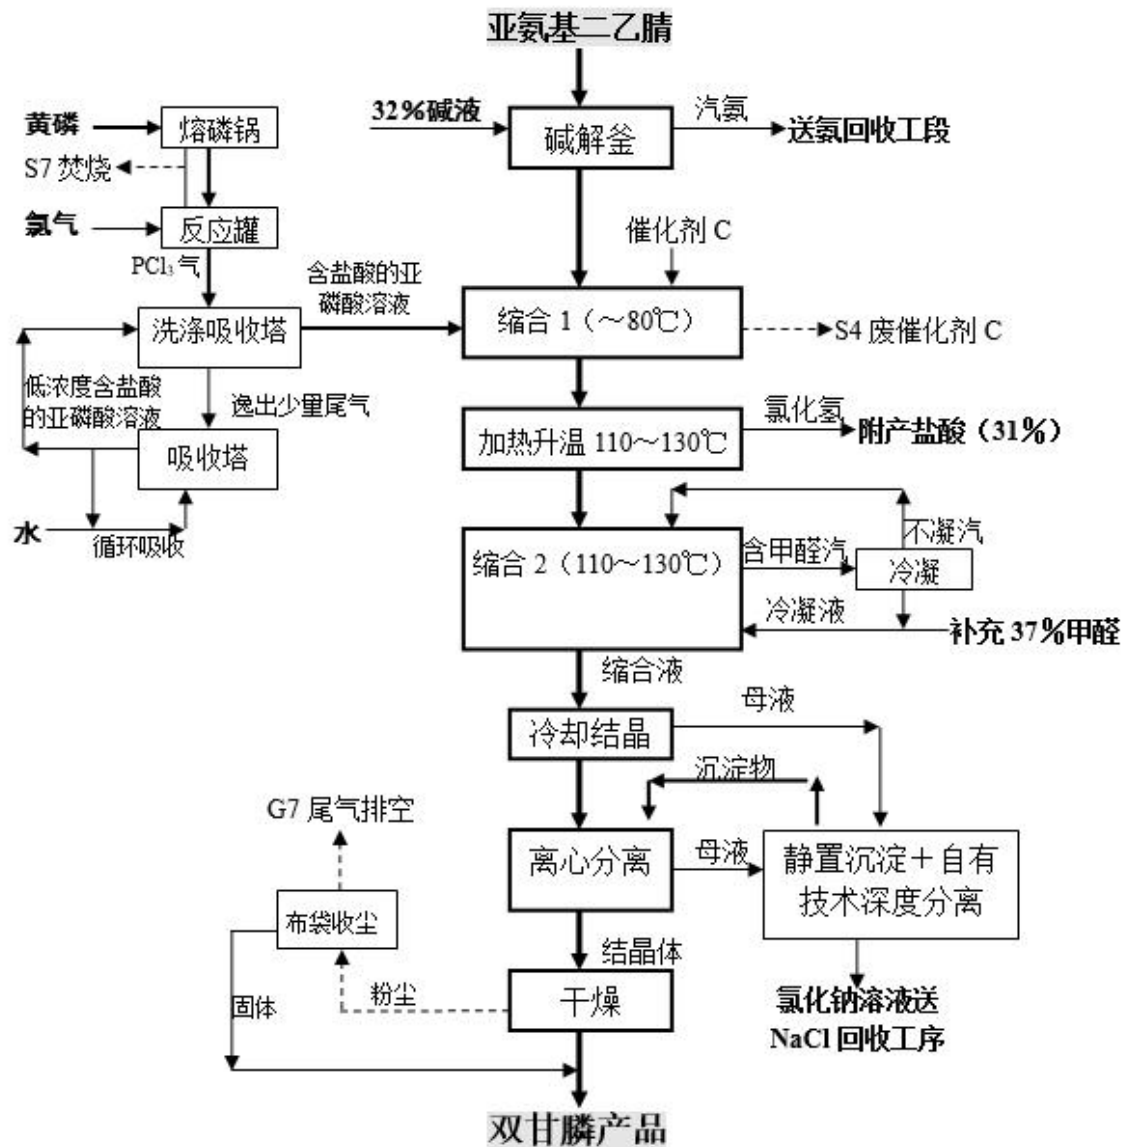 亚氨基二乙腈
32%碱液
汽氨
黄磷
熔磷锅
碱解釜
送氨回收工段
S7 焚烧
氯气
反应罐
催化剂 C
PCl₃ 气
含盐酸的亚
磷酸溶液
洗涤吸收塔
缩合 1（～80℃）
S4 废催化剂 C
低浓度含盐酸
的亚磷酸溶液
逸出少量尾气
氯化氢
加热升温 110～130℃
附产盐酸（31%）
吸收塔
水
循环吸收
不凝汽
缩合 2（110～130℃）
含甲醛汽
冷凝
冷凝液
补充 37%甲醛
缩合液
母液
冷却结晶
沉淀物
G7 尾气排空
离心分离
母液
静置沉淀＋自有
技术深度分离
布袋收尘
结晶体
固体
粉尘
干燥
氯化钠溶液送
NaCl 回收工序
双甘膦产品